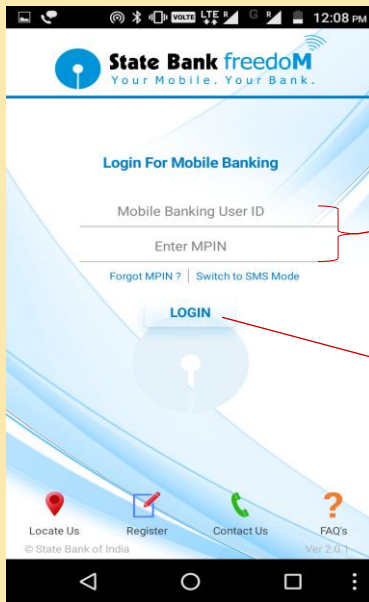 VOLTE LTE R G R 12:08 PM
State Bank freedoM
Your Mobile. Your Bank.
Login For Mobile Banking
Mobile Banking User ID
Enter MPIN
Forgot MPIN ? | Switch to SMS Mode
LOGIN
Locate Us Register Contact Us FAQ's
© State Bank of India Ver 2.0.1